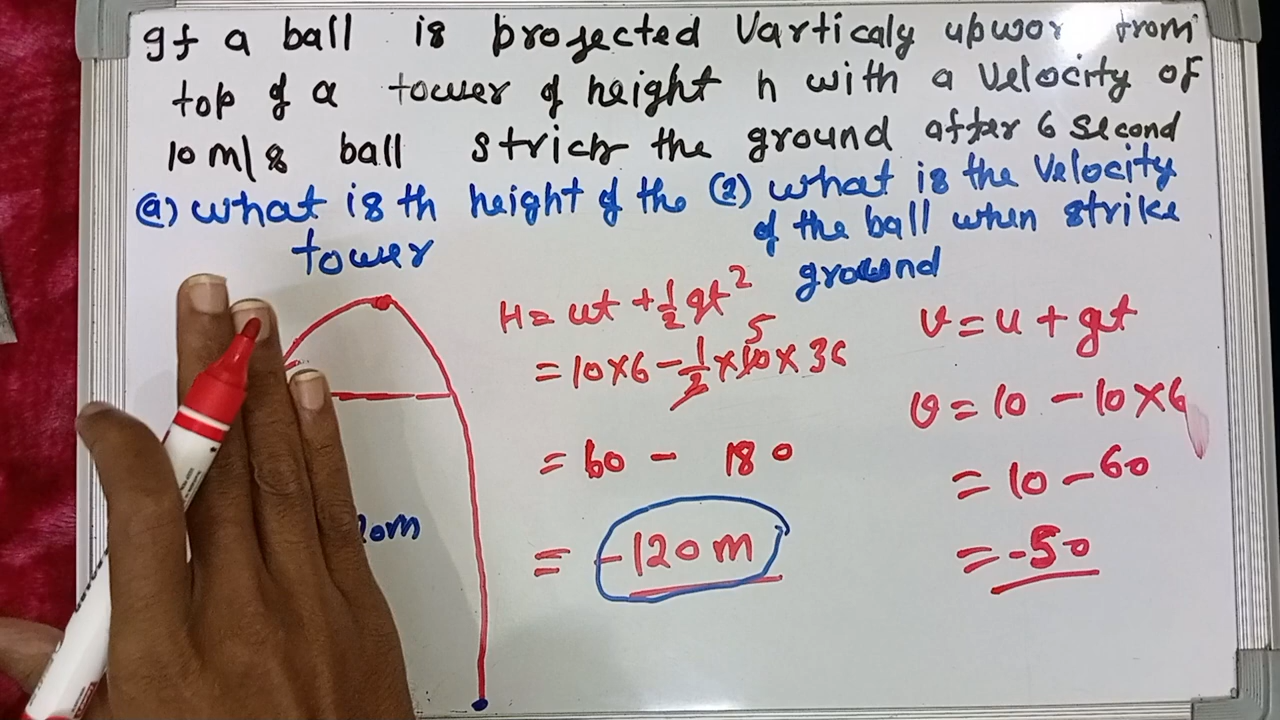 If a ball is projected Varticaly upwor from
top of a tower of height h with a Velocity of
10 m/s ball strick the ground after 6 second
(a) what is th height of the tower
(2) what is the Velocity of the ball when strike ground
H = ut + 1/2 gt²
= 10×6 - 1/2 × 10 × 36
5
= 60 - 180
= -120 m
V = u + gt
V = 10 - 10×6
= 10 - 60
= -50